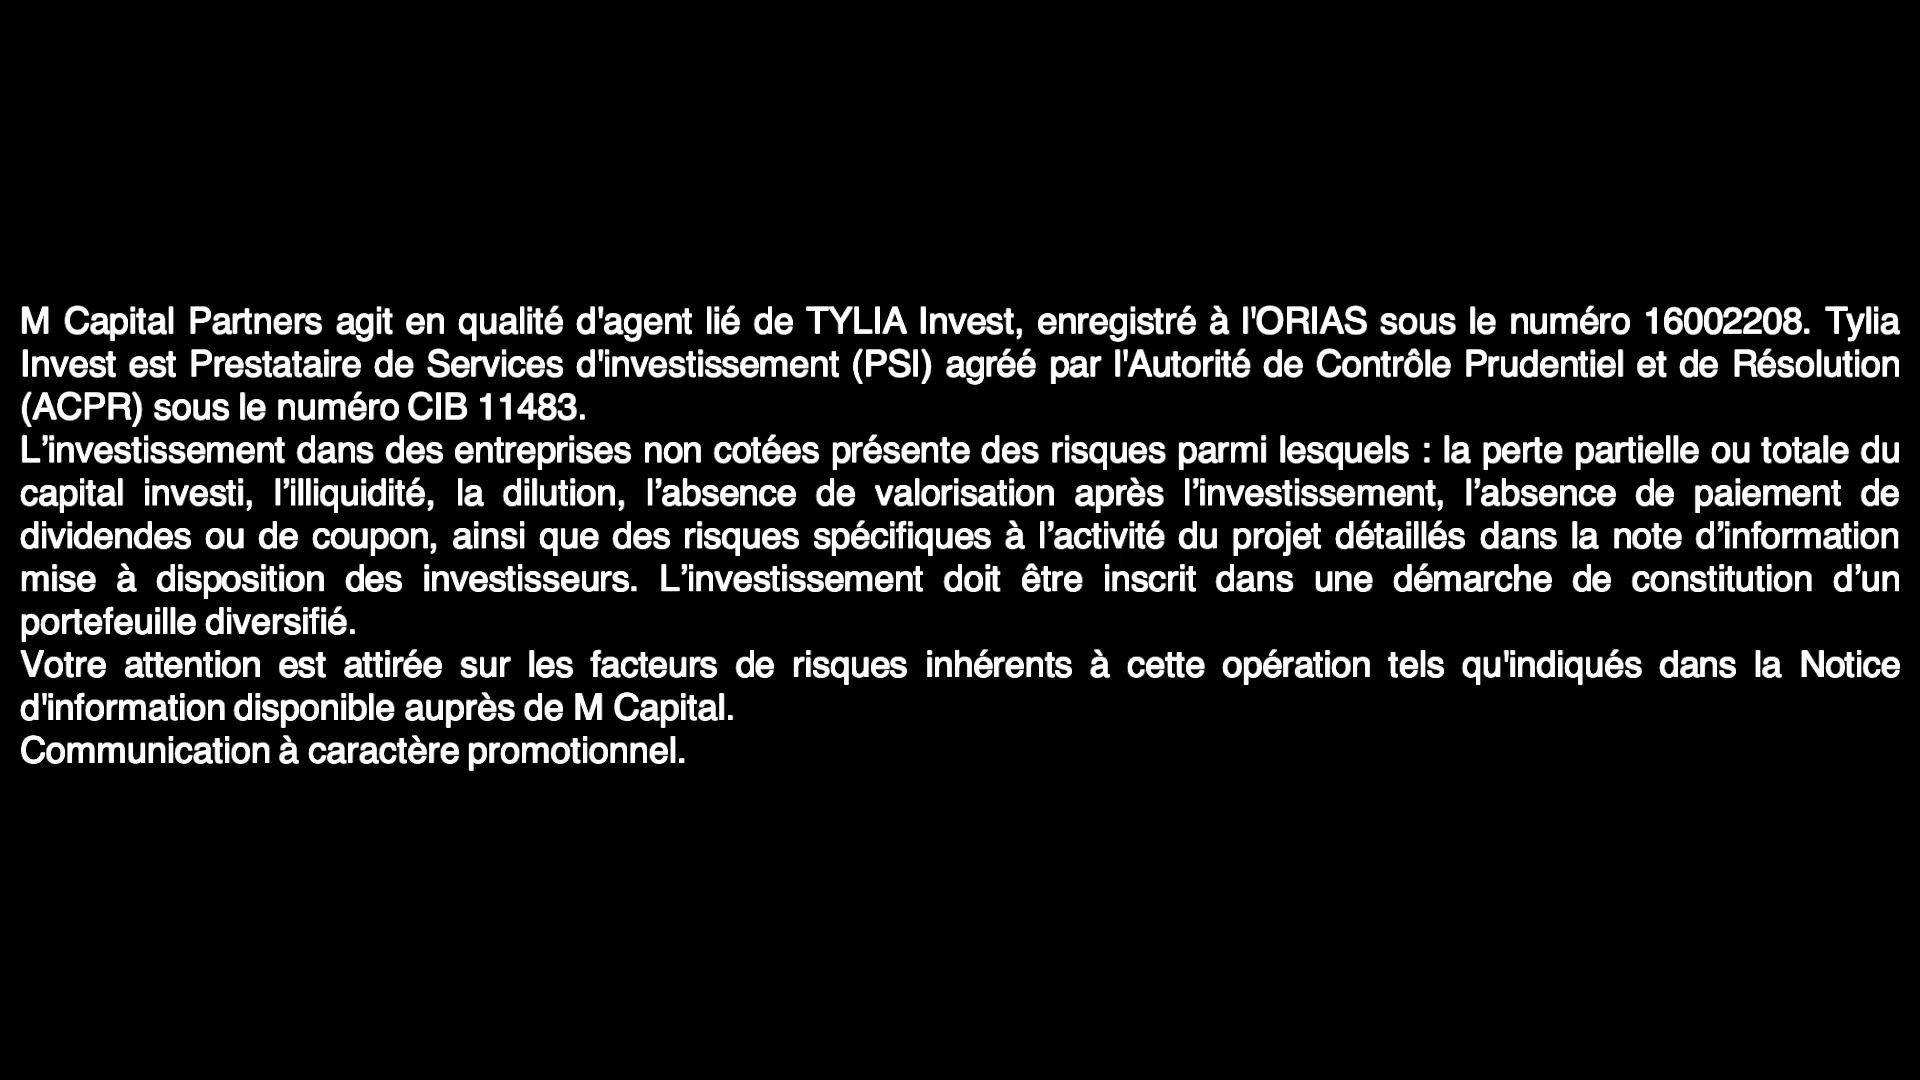 M Capital Partners agit en qualité d'agent lié de TYLIA Invest, enregistré à l'ORIAS sous le numéro 16002208. Tylia
Invest est Prestataire de Services d'investissement (PSI) agréé par l'Autorité de Contrôle Prudentiel et de Résolution
(ACPR) sous le numéro CIB 11483.
L’investissement dans des entreprises non cotées présente des risques parmi lesquels : la perte partielle ou totale du
capital investi, l’illiquidité, la dilution, l’absence de valorisation après l’investissement, l’absence de paiement de
dividendes ou de coupon, ainsi que des risques spécifiques à l’activité du projet détaillés dans la note d’information
mise à disposition des investisseurs. L’investissement doit être inscrit dans une démarche de constitution d’un
portefeuille diversifié.
Votre attention est attirée sur les facteurs de risques inhérents à cette opération tels qu'indiqués dans la Notice
d'information disponible auprès de M Capital.
Communication à caractère promotionnel.